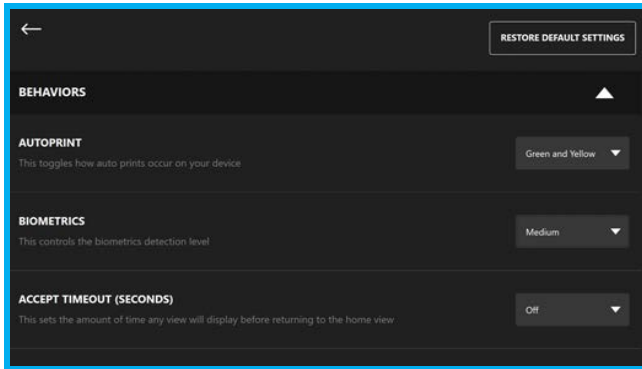 RESTORE DEFAULT SETTINGS
BEHAVIORS
AUTOPRINT
This toggles how auto prints occur on your device
Green and Yellow
BIOMETRICS
This controls the biometrics detection level
Medium
ACCEPT TIMEOUT (SECONDS)
This sets the amount of time any view will display before returning to the home view
Off